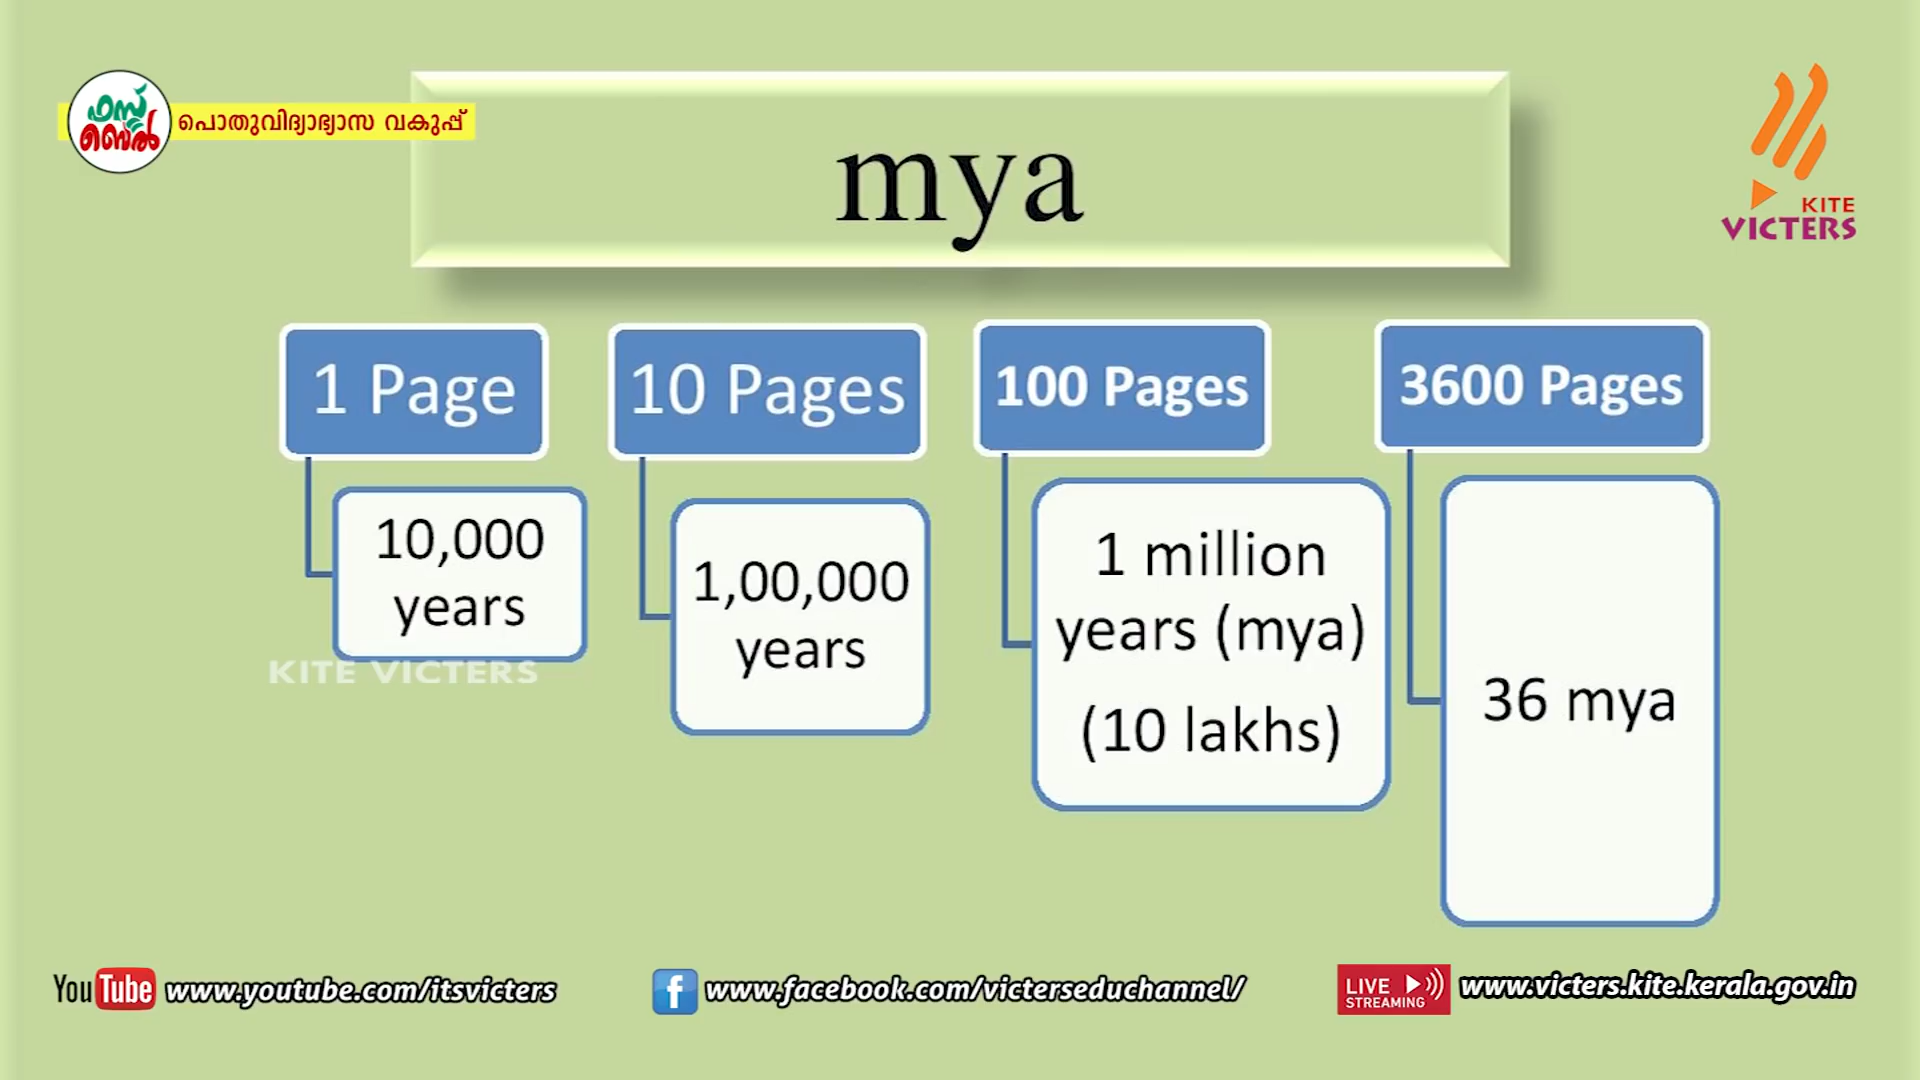 ഫസ്റ്റ്
ബെൽ
പൊതുവിദ്യാഭ്യാസ വകുപ്പ്
mya
KITE
VICTERS
1 Page
10 Pages
100 Pages
3600 Pages
10,000
years
1,00,000
years
1 million
years (mya)
(10 lakhs)
36 mya
KITE VICTERS
YouTube www.youtube.com/itsvicters
f www.facebook.com/victerseduchannel/
LIVE
STREAMING
www.victers.kite.kerala.gov.in